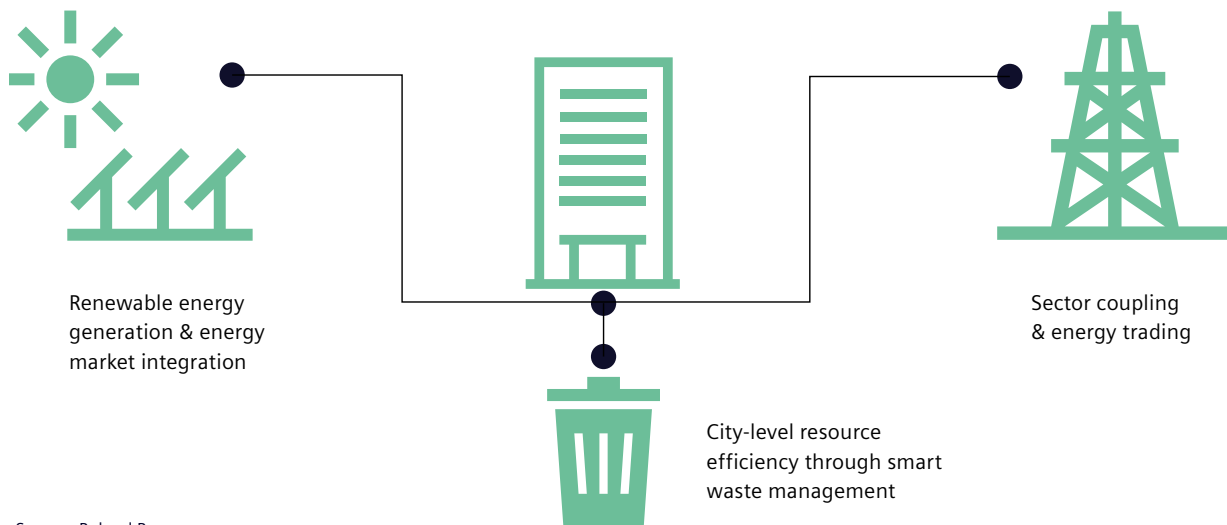 Renewable energy
generation & energy
market integration
Sector coupling
& energy trading
City-level resource
efficiency through smart
waste management